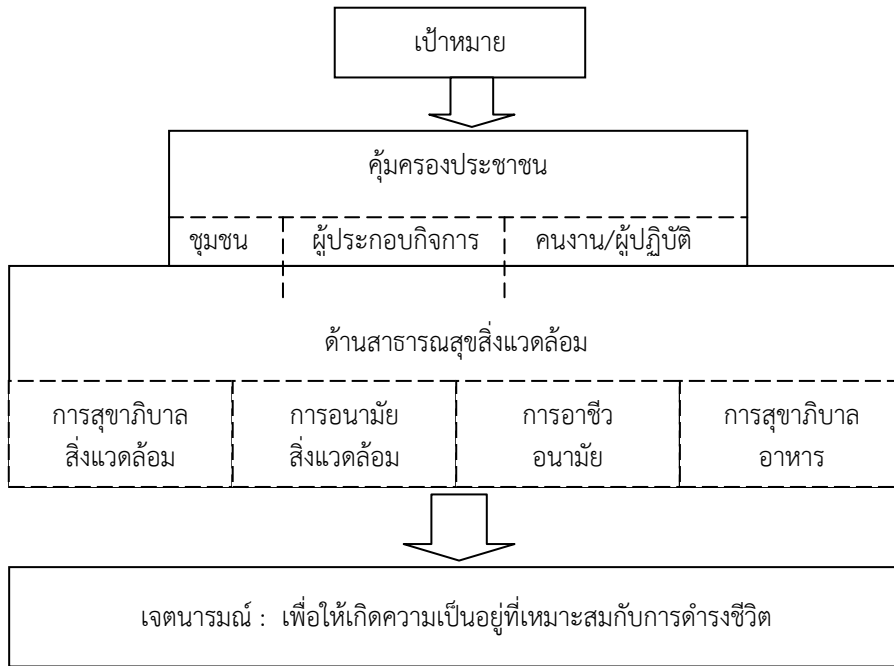 เป้าหมาย
คุ้มครองประชาชน
ชุมชน ผู้ประกอบกิจการ คนงาน/ผู้ปฏิบัติ
ด้านสาธารณสุขสิ่งแวดล้อม
การสุขาภิบาล การอนามัย การอาชีว การสุขาภิบาล
สิ่งแวดล้อม สิ่งแวดล้อม อนามัย อาหาร
เจตนารมณ์ : เพื่อให้เกิดความเป็นอยู่ที่เหมาะสมกับการดำรงชีวิต